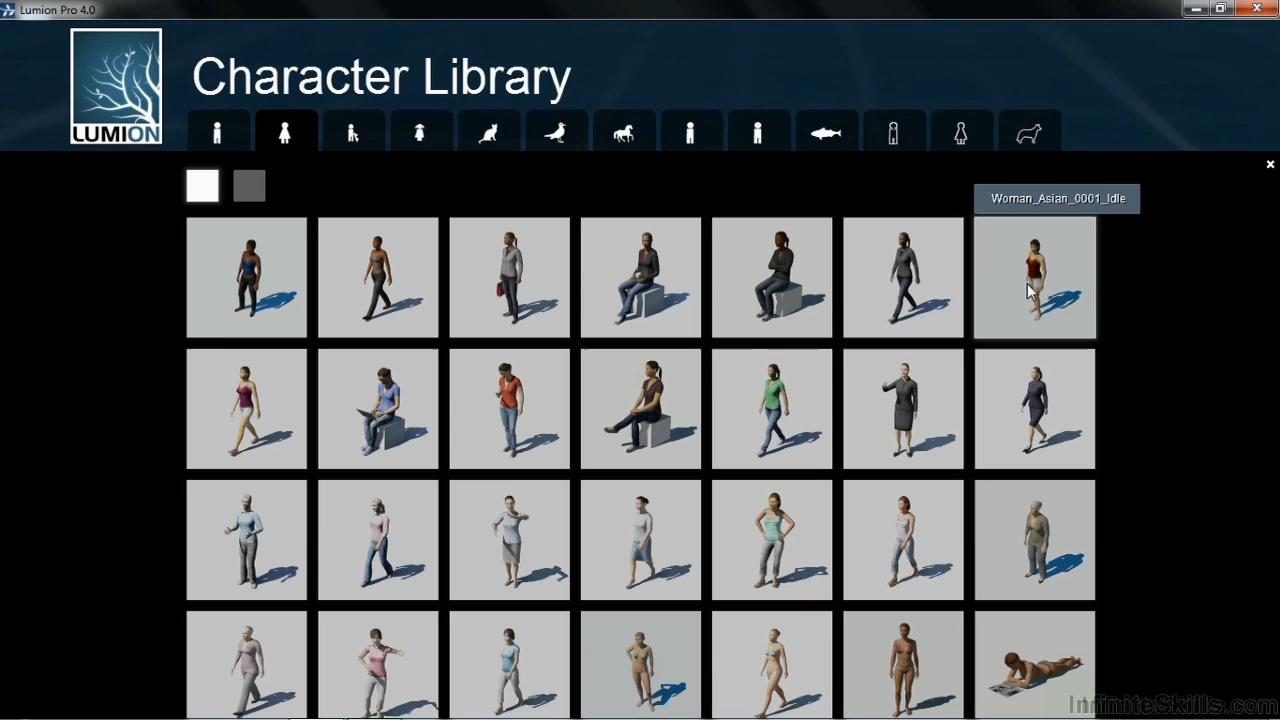 Lumion Pro 4.0
Character Library
LUMION
Woman_Asian_0001_Idle
InfiniteSkills.com